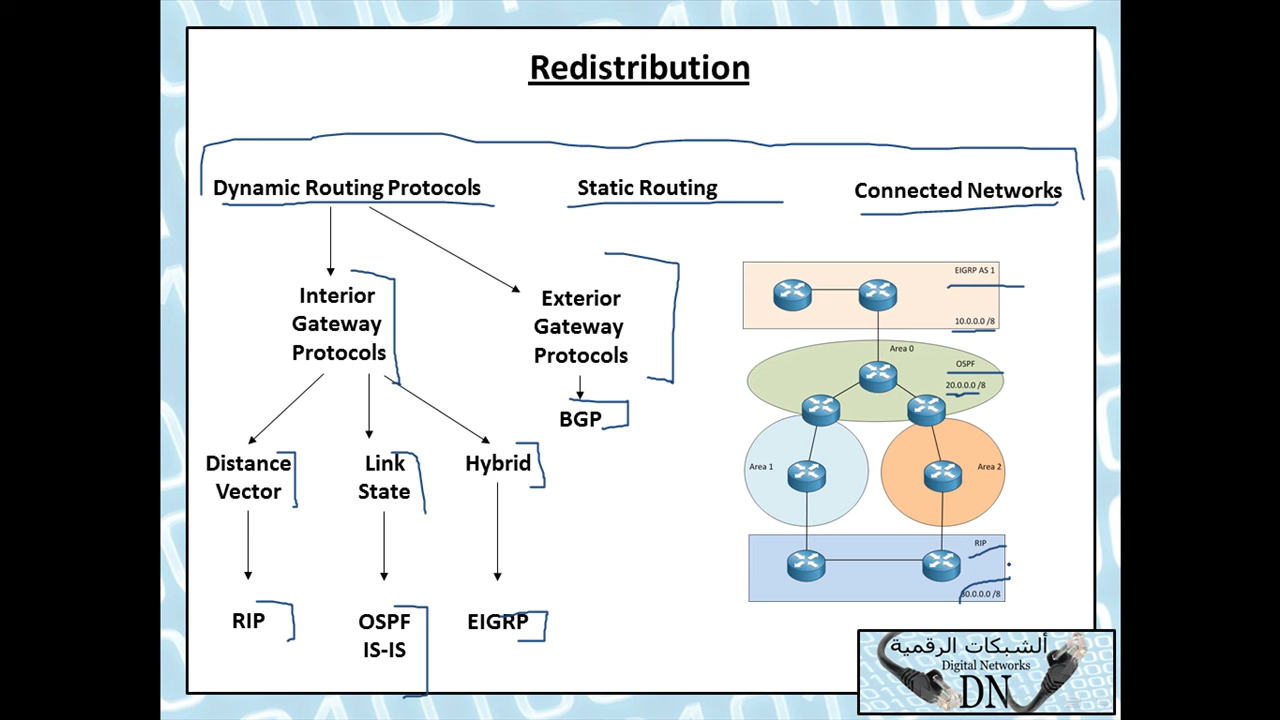 Redistribution
Dynamic Routing Protocols
Static Routing
Connected Networks
Interior
Gateway
Protocols
Exterior
Gateway
Protocols
BGP
Distance
Vector
Link
State
Hybrid
RIP
OSPF
IS-IS
EIGRP
EIGRP AS 1
10.0.0.0 /8
Area 0
OSPF
20.0.0.0 /8
Area 1
Area 2
RIP
30.0.0.0 /8
ألشبكات الرقمية
Digital Networks
DN